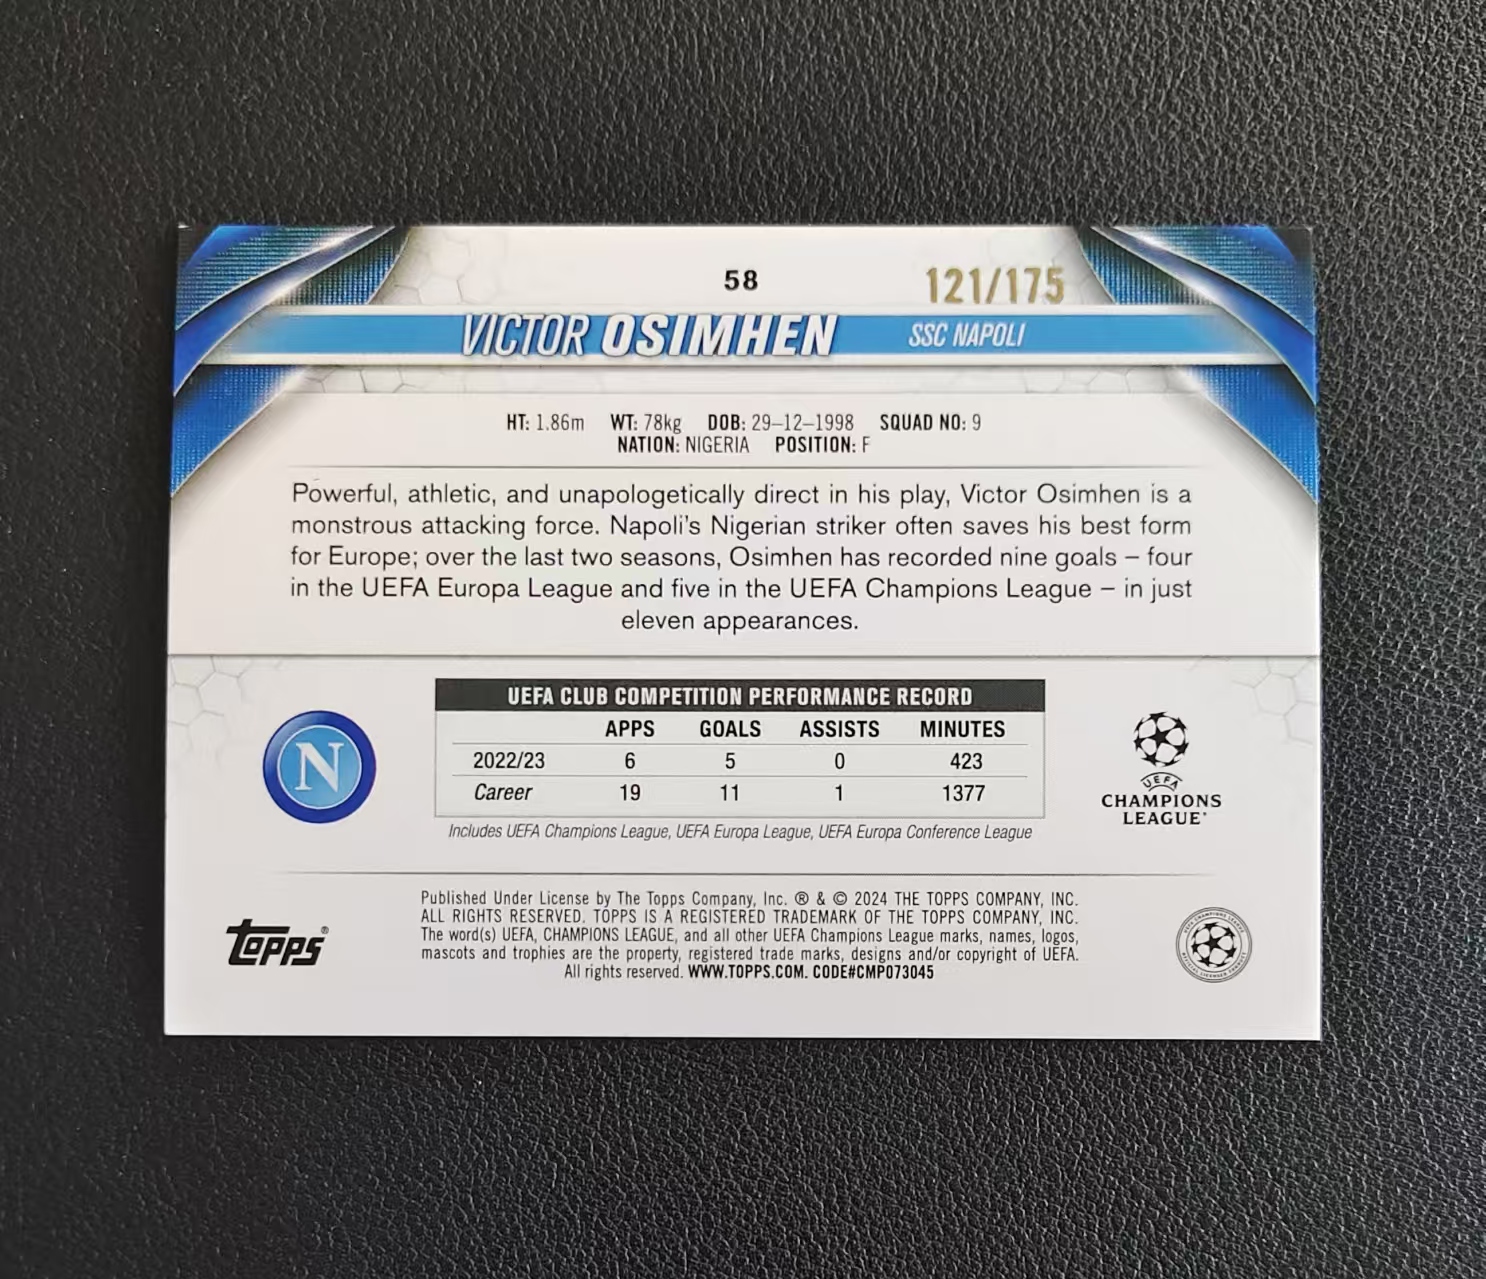 58
121/175
VICTOR OSIMHEN SSC NAPOLI
HT: 1.86m WT: 78kg DOB: 29–12–1998 SQUAD NO: 9
NATION: NIGERIA POSITION: F
Powerful, athletic, and unapologetically direct in his play, Victor Osimhen is a
monstrous attacking force. Napoli's Nigerian striker often saves his best form
for Europe; over the last two seasons, Osimhen has recorded nine goals – four
in the UEFA Europa League and five in the UEFA Champions League – in just
eleven appearances.
UEFA CLUB COMPETITION PERFORMANCE RECORD
APPS GOALS ASSISTS MINUTES
2022/23 6 5 0 423
Career 19 11 1 1377
Includes UEFA Champions League, UEFA Europa League, UEFA Europa Conference League
N
UEFA
CHAMPIONS
LEAGUE®
Published Under License by The Topps Company, Inc. ® & © 2024 THE TOPPS COMPANY, INC.
ALL RIGHTS RESERVED. TOPPS IS A REGISTERED TRADEMARK OF THE TOPPS COMPANY, INC.
The word(s) UEFA, CHAMPIONS LEAGUE, and all other UEFA Champions League marks, names, logos,
mascots and trophies are the property, registered trade marks, designs and/or copyright of UEFA.
All rights reserved. WWW.TOPPS.COM. CODE#CMP073045
Topps®
UEFA CHAMPIONS LEAGUE
OFFICIAL LICENSED PRODUCT